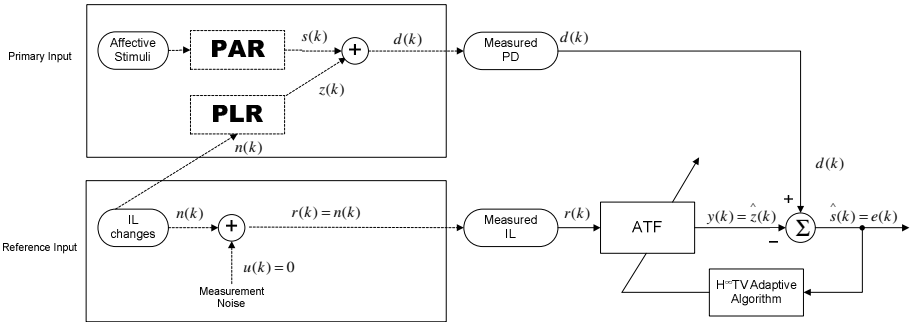 Primary Input
Affective
Stimuli
PAR
s(k)
+
d(k)
Measured
PD
d(k)
PLR
z(k)
n(k)
d(k)
Reference Input
IL
changes
n(k)
+
r(k) = n(k)
u(k) = 0
Measurement
Noise
Measured
IL
r(k)
ATF
y(k) = ẑ(k)
+
−
Σ
ŝ(k) = e(k)
H∞TV Adaptive
Algorithm